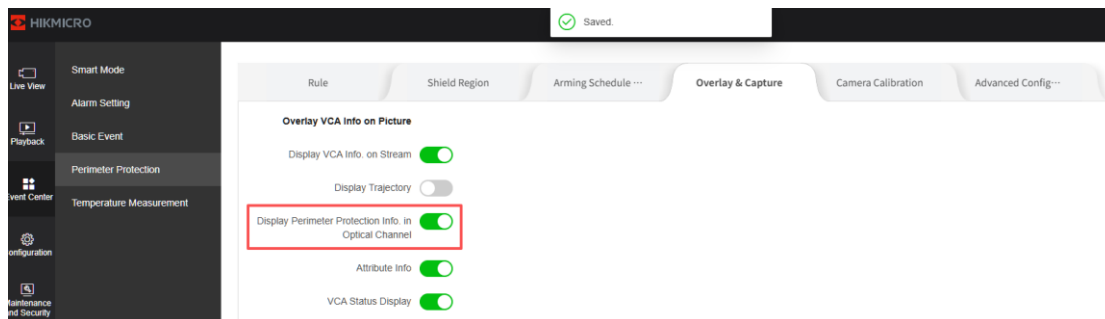 HIKMICRO
Saved.
Live View
Playback
Event Center
onfiguration
Maintenance
nd Security
Smart Mode
Alarm Setting
Basic Event
Perimeter Protection
Temperature Measurement
Rule
Shield Region
Arming Schedule ···
Overlay & Capture
Camera Calibration
Advanced Config···
Overlay VCA Info on Picture
Display VCA Info. on Stream
Display Trajectory
Display Perimeter Protection Info. in
Optical Channel
Attribute Info
VCA Status Display